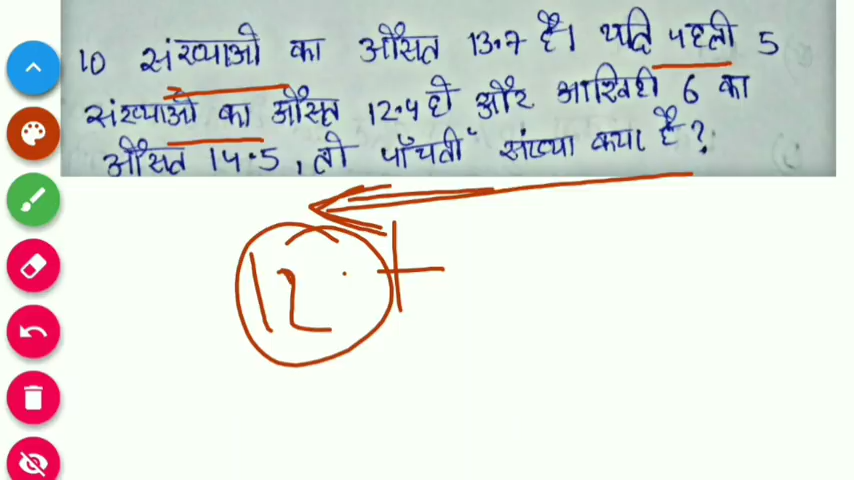 10 संख्याओ का औसत 13.7 है। यदि पहली 5
संख्याओ का औसत 12.4 हो और आखिरी 6 का
औसत 14.5, तो पाँचवी संख्या क्या है?
12 +